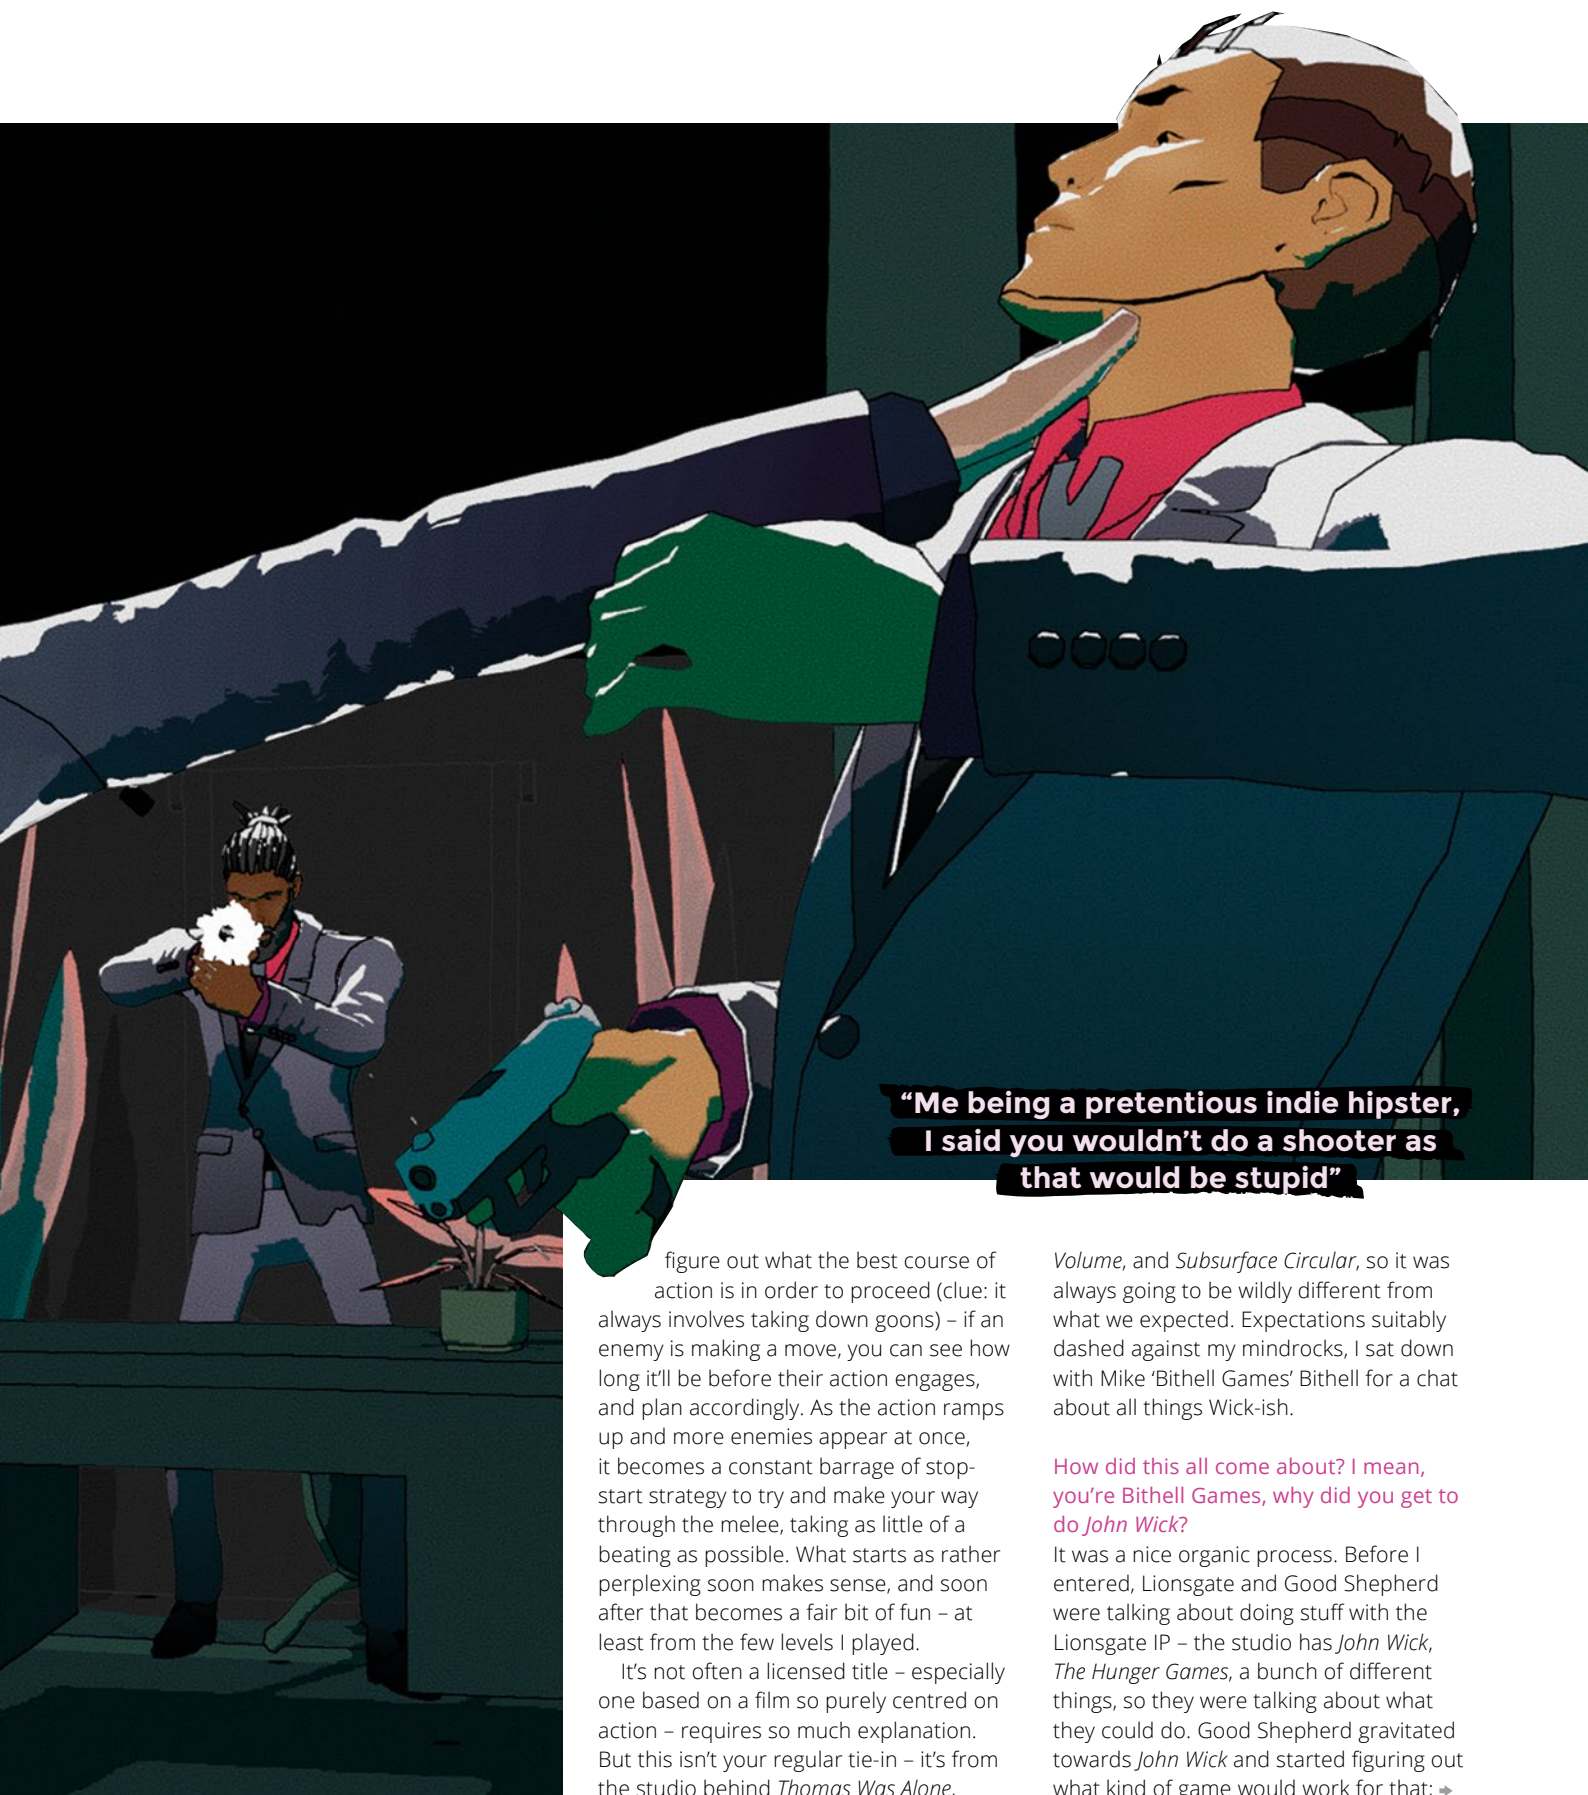 “Me being a pretentious indie hipster,
I said you wouldn’t do a shooter as
that would be stupid”
figure out what the best course of
action is in order to proceed (clue: it
always involves taking down goons) – if an
enemy is making a move, you can see how
long it’ll be before their action engages,
and plan accordingly. As the action ramps
up and more enemies appear at once,
it becomes a constant barrage of stop-
start strategy to try and make your way
through the melee, taking as little of a
beating as possible. What starts as rather
perplexing soon makes sense, and soon
after that becomes a fair bit of fun – at
least from the few levels I played.
It’s not often a licensed title – especially
one based on a film so purely centred on
action – requires so much explanation.
But this isn’t your regular tie-in – it’s from
the studio behind Thomas Was Alone,
Volume, and Subsurface Circular, so it was
always going to be wildly different from
what we expected. Expectations suitably
dashed against my mindrocks, I sat down
with Mike ‘Bithell Games’ Bithell for a chat
about all things Wick-ish.
How did this all come about? I mean,
you’re Bithell Games, why did you get to
do John Wick?
It was a nice organic process. Before I
entered, Lionsgate and Good Shepherd
were talking about doing stuff with the
Lionsgate IP – the studio has John Wick,
The Hunger Games, a bunch of different
things, so they were talking about what
they could do. Good Shepherd gravitated
towards John Wick and started figuring out
what kind of game would work for that;